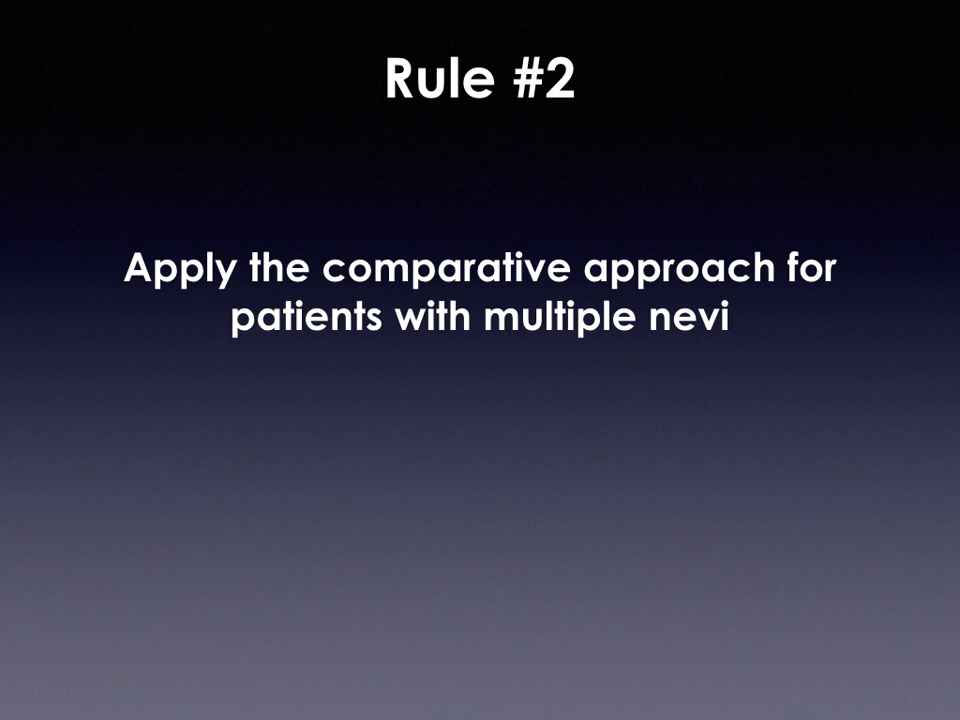 Rule #2
Apply the comparative approach for
patients with multiple nevi